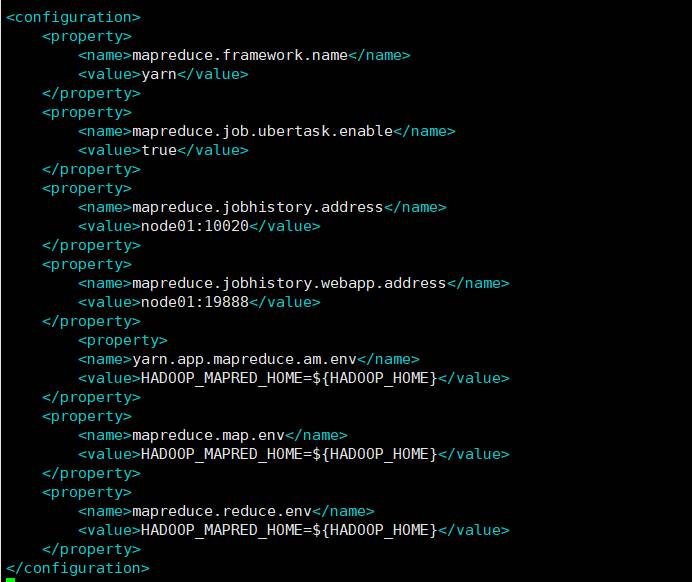 <configuration>
    <property>
        <name>mapreduce.framework.name</name>
        <value>yarn</value>
    </property>
    <property>
        <name>mapreduce.job.ubertask.enable</name>
        <value>true</value>
    </property>
    <property>
        <name>mapreduce.jobhistory.address</name>
        <value>node01:10020</value>
    </property>
    <property>
        <name>mapreduce.jobhistory.webapp.address</name>
        <value>node01:19888</value>
    </property>
        <property>
        <name>yarn.app.mapreduce.am.env</name>
        <value>HADOOP_MAPRED_HOME=${HADOOP_HOME}</value>
    </property>
    <property>
        <name>mapreduce.map.env</name>
        <value>HADOOP_MAPRED_HOME=${HADOOP_HOME}</value>
    </property>
    <property>
        <name>mapreduce.reduce.env</name>
        <value>HADOOP_MAPRED_HOME=${HADOOP_HOME}</value>
    </property>
</configuration>